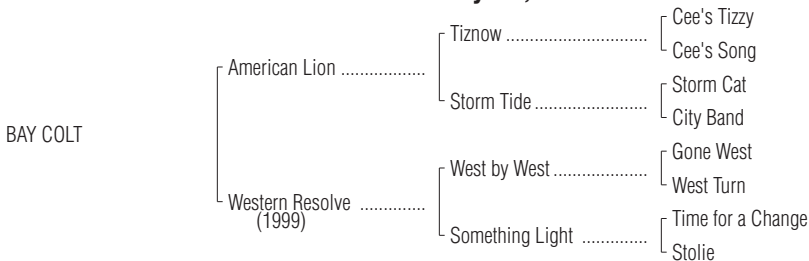 Cee's Tizzy
Tiznow ..............................
Cee's Song
American Lion ..................
Storm Cat
Storm Tide ........................
City Band
BAY COLT
Gone West
West by West ....................
West Turn
Western Resolve ..............
(1999)
Time for a Change
Something Light ..............
Stolie